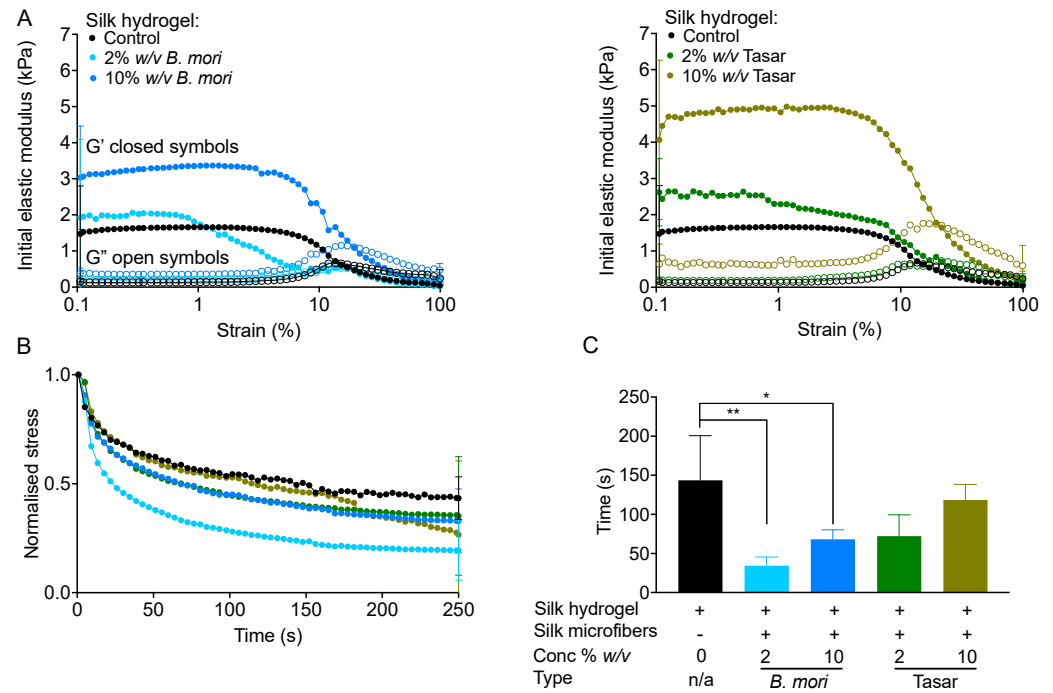 A
Silk hydrogel:
Control
2% w/v B. mori
10% w/v B. mori
G' closed symbols
G" open symbols
Initial elastic modulus (kPa)
7
6
5
4
3
2
1
0
0.1 1 10 100
Strain (%)
Silk hydrogel:
Control
2% w/v Tasar
10% w/v Tasar
Initial elastic modulus (kPa)
7
6
5
4
3
2
1
0
0.1 1 10 100
Strain (%)
B
Normalised stress
1.0
0.5
0.0
0 50 100 150 200 250
Time (s)
C
Time (s)
250
200
150
100
50
0
*
**
Silk hydrogel + + + + +
Silk microfibers - + + + +
Conc % w/v 0 2 10 2 10
Type n/a B. mori Tasar